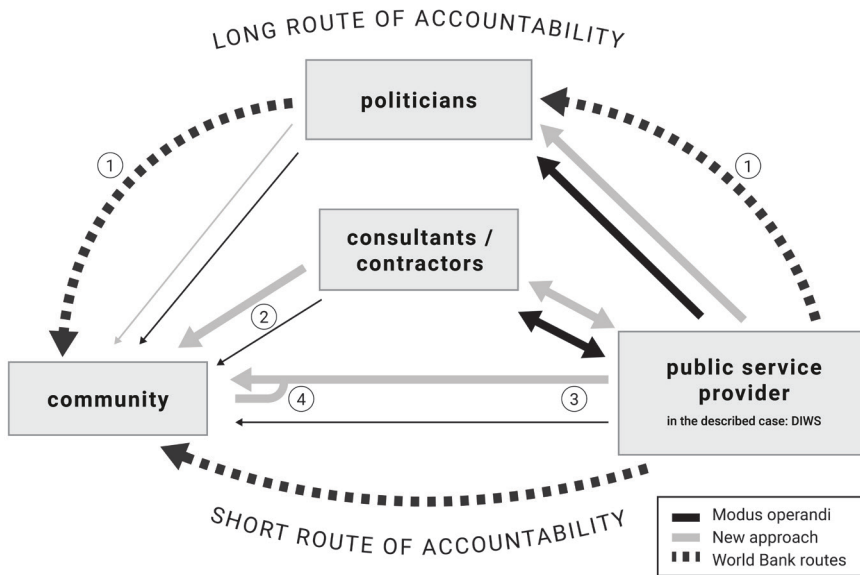 LONG ROUTE OF ACCOUNTABILITY
politicians
1
1
consultants /
contractors
2
public service
provider
in the described case: DIWS
community
4
3
SHORT ROUTE OF ACCOUNTABILITY
Modus operandi
New approach
World Bank routes